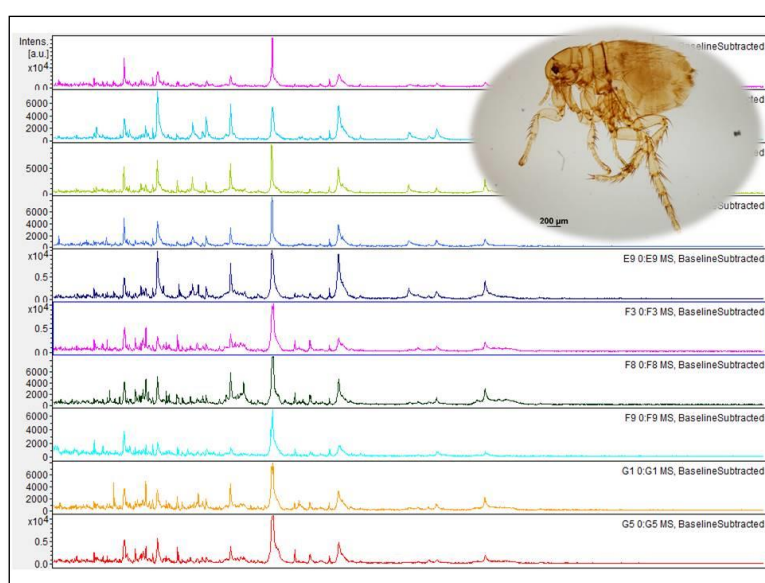 Intens.
[a.u.]
x10⁴
0.0
BaselineSubtracted
6000
4000
2000
0
5000
0
6000
4000
2000
0
BaselineSubtracted
x10⁴
0.5
0.0
E9 0:E9 MS, BaselineSubtracted
x10⁴
0.5
0.0
F3 0:F3 MS, BaselineSubtracted
8000
6000
4000
2000
0
F8 0:F8 MS, BaselineSubtracted
6000
4000
2000
0
F9 0:F9 MS, BaselineSubtracted
6000
4000
2000
0
G1 0:G1 MS, BaselineSubtracted
x10⁴
0.5
0.0
G5 0:G5 MS, BaselineSubtracted
200 µm